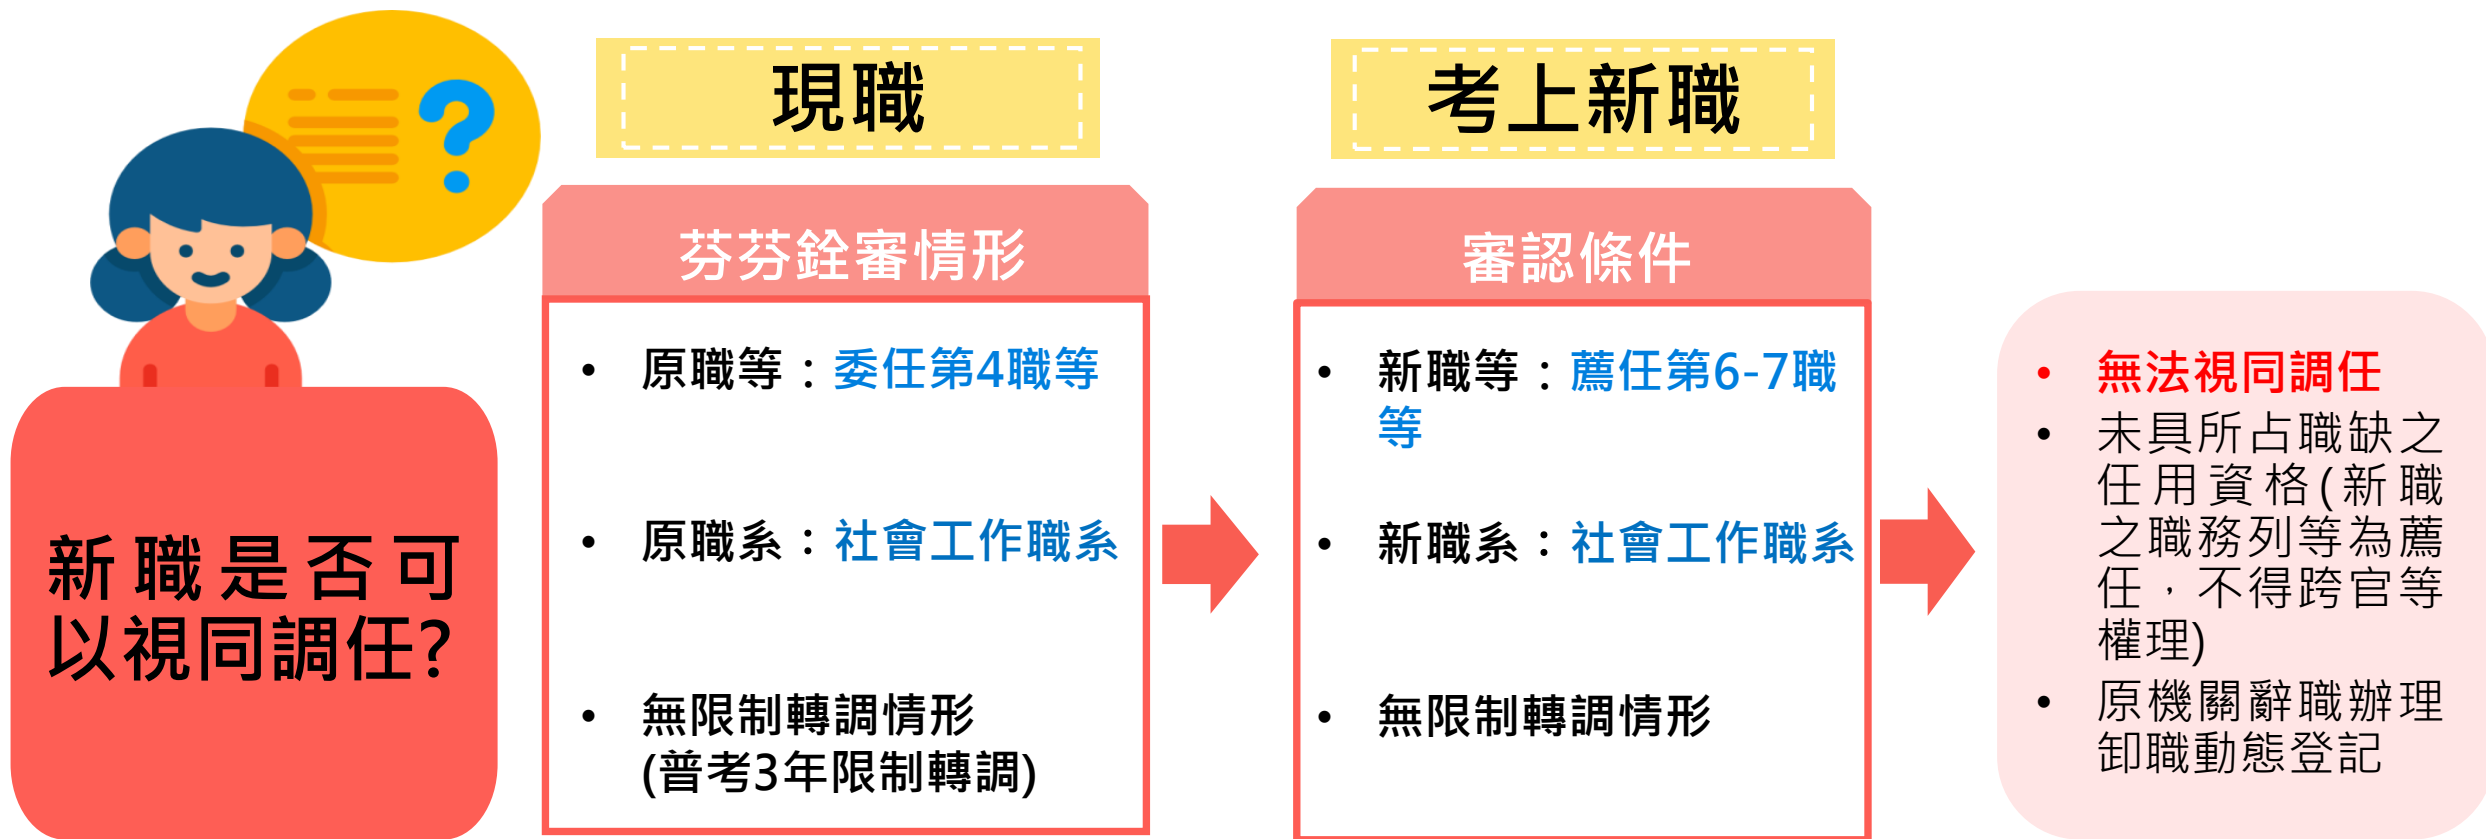 ?
新職是否可
以視同調任?
現職
芬芬銓審情形
• 原職等：委任第4職等
• 原職系：社會工作職系
• 無限制轉調情形
(普考3年限制轉調)
考上新職
審認條件
• 新職等：薦任第6-7職
等
• 新職系：社會工作職系
• 無限制轉調情形
• 無法視同調任
• 未具所占職缺之
任用資格(新職
之職務列等為薦
任，不得跨官等
權理)
• 原機關辭職辦理
卸職動態登記